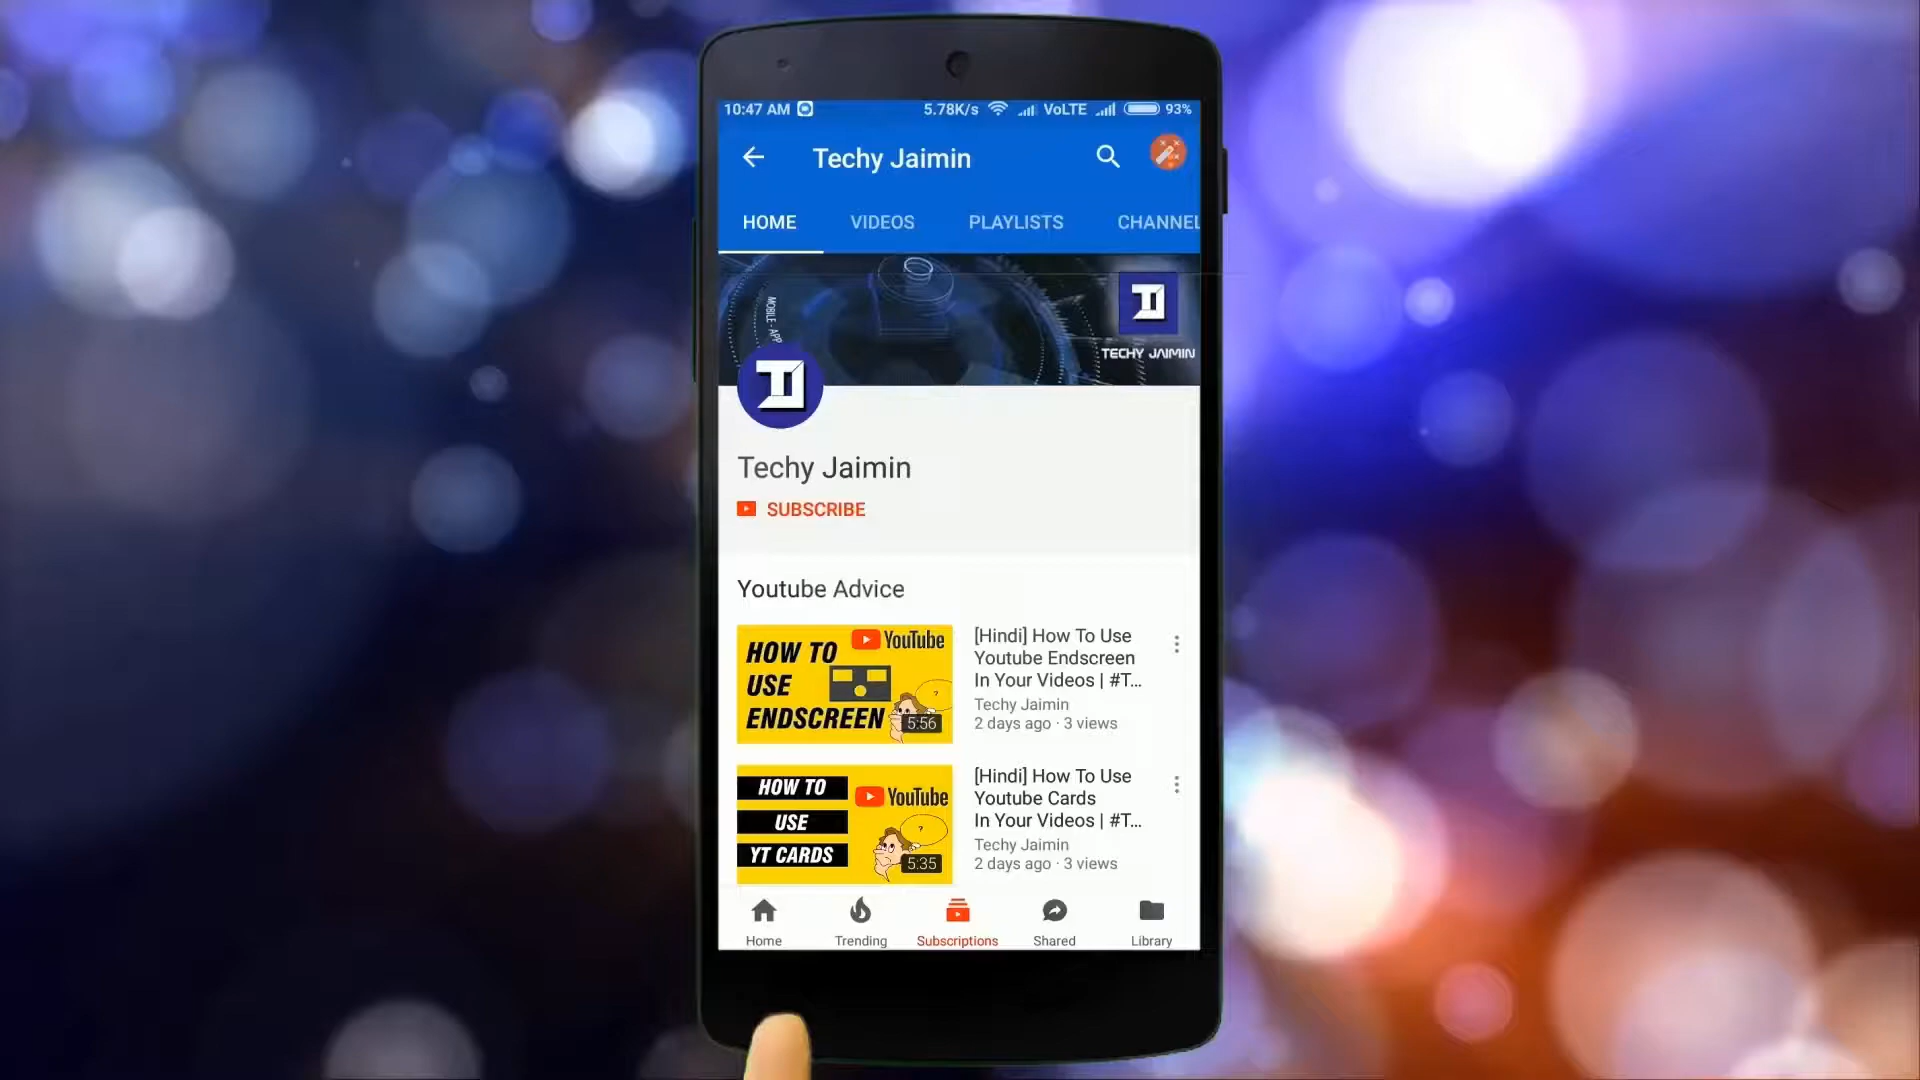 10:47 AM 5.78K/s VoLTE 93%
Techy Jaimin
HOME VIDEOS PLAYLISTS CHANNEL
MOBILE - APP
TECHY JAIMIN
Techy Jaimin
SUBSCRIBE
Youtube Advice
HOW TO
USE
ENDSCREEN
YouTube
?
5:56
[Hindi] How To Use
Youtube Endscreen
In Your Videos | #T...
Techy Jaimin
2 days ago · 3 views
HOW TO
USE
YT CARDS
YouTube
?
5:35
[Hindi] How To Use
Youtube Cards
In Your Videos | #T...
Techy Jaimin
2 days ago · 3 views
Home Trending Subscriptions Shared Library